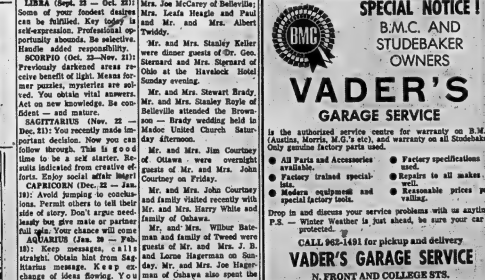 LIBRA (Sept. 23 — Oct. 22):
Some of your fondest desires
can be fulfilled. Key today is
self-expression. Professional op-
portunity abounds. Be selective.
Handle added responsibility.
SCORPIO (Oct. 23—Nov. 21):
Previously darkened areas re-
ceive benefit of light. Means for-
mer puzzles, mysteries are sol-
ved. You obtain vital answers.
Act on new knowledge. Be con-
fident — and mature.
SAGITTARIUS (Nov. 22 —
Dec. 21): You recently made im-
portant decision. Now you can
follow through. This is good
time to be a self starter. Re-
sults indicated from creative ef-
forts. Enjoy social affair tonight
CAPRICORN (Dec. 22 — Jan.
19): Avoid jumping to conclu-
sions. Permit others to tell their
side of story. Don't argue need-
lessly but give mate or partner
full say. Your chance will come
AQUARIUS (Jan. 20 — Feb.
18): Keep messages, calls
straight. Obtain hint from Sag-
ittarius message. Keep ex-
change of ideas flowing. You
Mrs. Joe McCarey of Belleville;
Mrs. Leafa Heagle and Paul
and Mr. and Mrs. Albert
Twiddy.
Mr. and Mrs. Stanley Keller
were dinner guests of Dr. Geo.
Sternard and Mrs. Sternard of
Ohio at the Havelock Hotel
Sunday evening.
Mr. and Mrs. Stewart Brady,
Mr. and Mrs. Stanley Royle of
Belleville attended the Brown-
son — Brady wedding held in
Madoc United Church Satur-
day afternoon.
Mr. and Mrs. Jim Courtney
of Ottawa were overnight
guests of Mr. and Mrs. John
Courtney on Friday.
Mr. and Mrs. John Courtney
and family visited recently with
Mr. and Mrs. Harry White and
family of Oshawa.
Mr. and Mrs. Wilbur Bate-
man and family of Tweed were
guests of Mr. and Mrs. J. B.
and Lorne Hagerman on Sun-
day. Mr. and Mrs. Joe Hager-
man of Oshawa also spent the
SPECIAL NOTICE !
BMC
B.M.C. AND
STUDEBAKER
OWNERS
VADER'S
GARAGE SERVICE
is the authorized service centre for warranty on B.M.
(Austins, Morris, M.G.'s etc), and warranty on all Studebak
Only genuine factory parts used.
● All Parts and Accessories
available.
● Factory trained special-
ists.
● Modern equipment and
special factory tools.
● Factory specifications
used.
● Repairs to all makes
well.
● Reasonable prices p
vailing.
Drop in and discuss your service problems with us anytim
P.S. — Winter Weather is just ahead, be sure your car
protected.
CALL 962-1491 for pickup and delivery
VADER'S GARAGE SERVICE
N. FRONT AND COLLEGE STS.